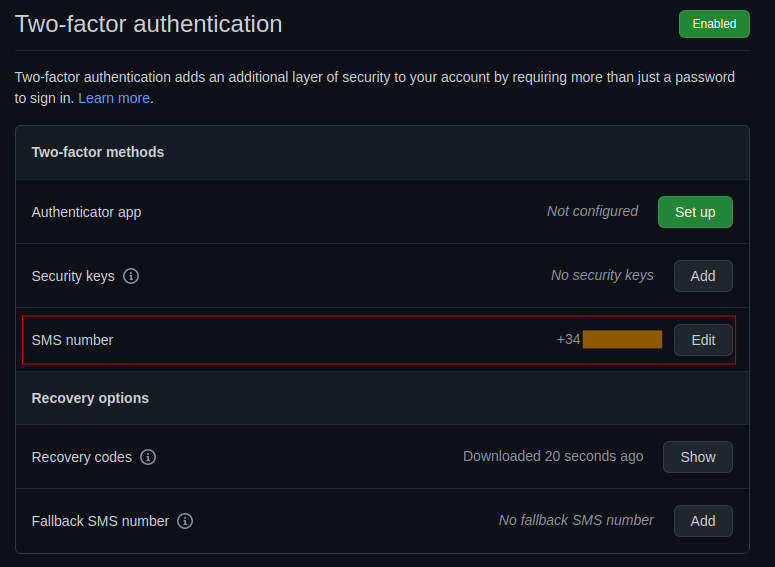 Two-factor authentication
Enabled
Two-factor authentication adds an additional layer of security to your account by requiring more than just a password
to sign in. Learn more.
Two-factor methods
Authenticator app Not configured Set up
Security keys No security keys Add
SMS number +34 Edit
Recovery options
Recovery codes Downloaded 20 seconds ago Show
Fallback SMS number No fallback SMS number Add